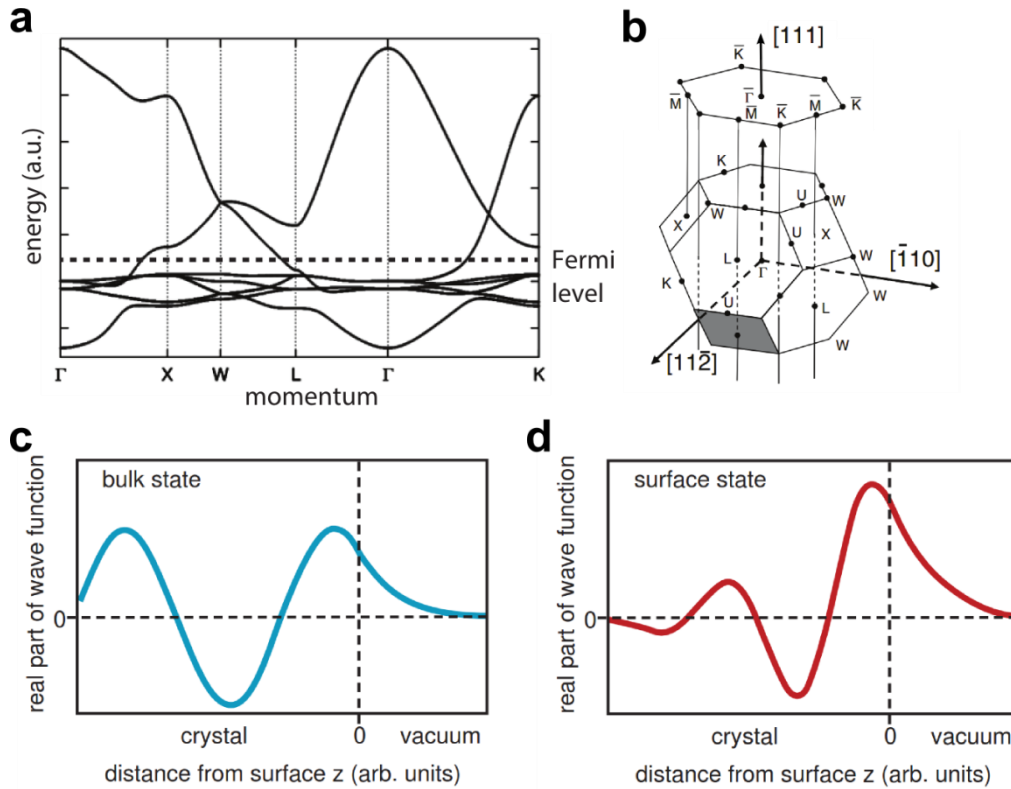 a
energy (a.u.)
Fermi
level
Γ X W L Γ K
momentum
b
[111]
K̅
M̅ Γ̅ M̅ K̅
M̅ K̅
K
W U W
X W U X W
L Γ [1̅10]
K W
U L
[112̅] W
c
bulk state
real part of wave function
0
crystal 0 vacuum
distance from surface z (arb. units)
d
surface state
real part of wave function
0
crystal 0 vacuum
distance from surface z (arb. units)